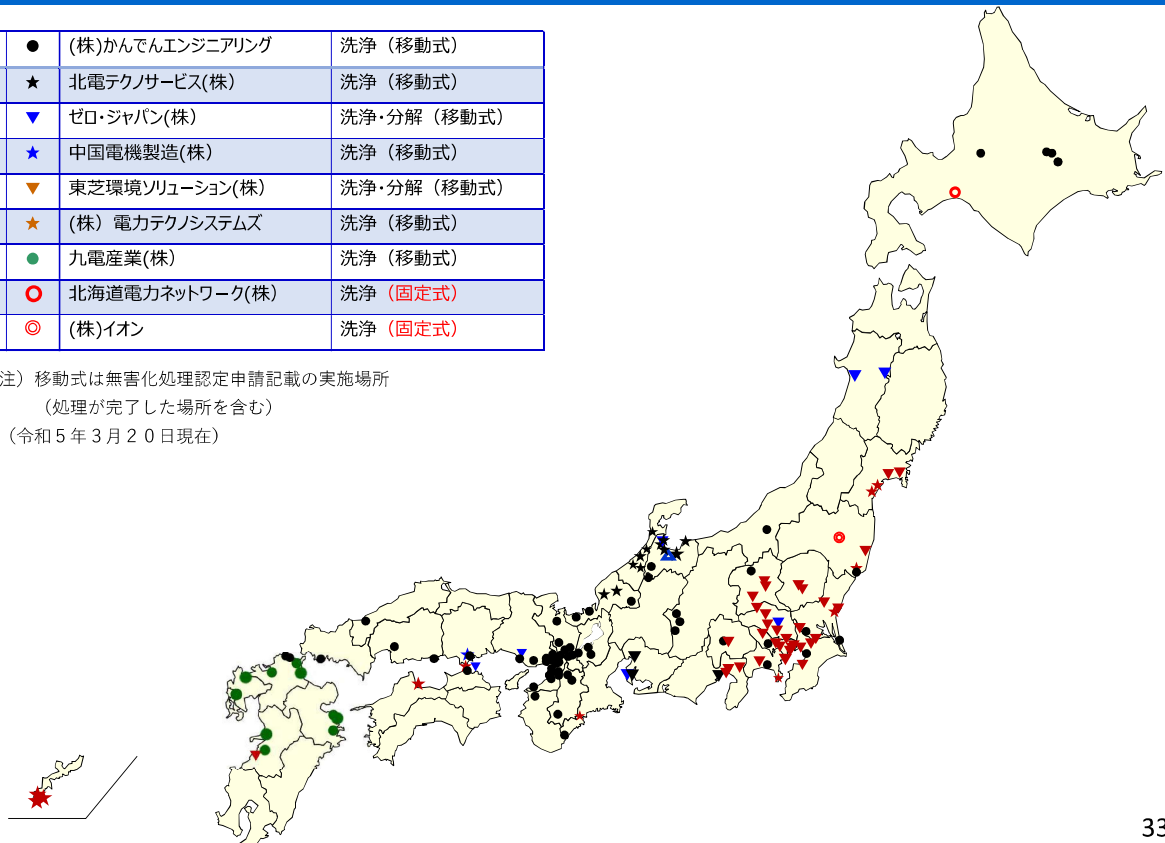 ● (株)かんでんエンジニアリング 洗浄（移動式）
★ 北電テクノサービス(株) 洗浄（移動式）
▼ ゼロ・ジャパン(株) 洗浄・分解（移動式）
★ 中国電機製造(株) 洗浄（移動式）
▼ 東芝環境ソリューション(株) 洗浄・分解（移動式）
★ (株）電力テクノシステムズ 洗浄（移動式）
● 九電産業(株) 洗浄（移動式）
○ 北海道電力ネットワーク(株) 洗浄（固定式）
◎ (株)イオン 洗浄（固定式）
注）移動式は無害化処理認定申請記載の実施場所
（処理が完了した場所を含む）
（令和５年３月２０日現在）
33